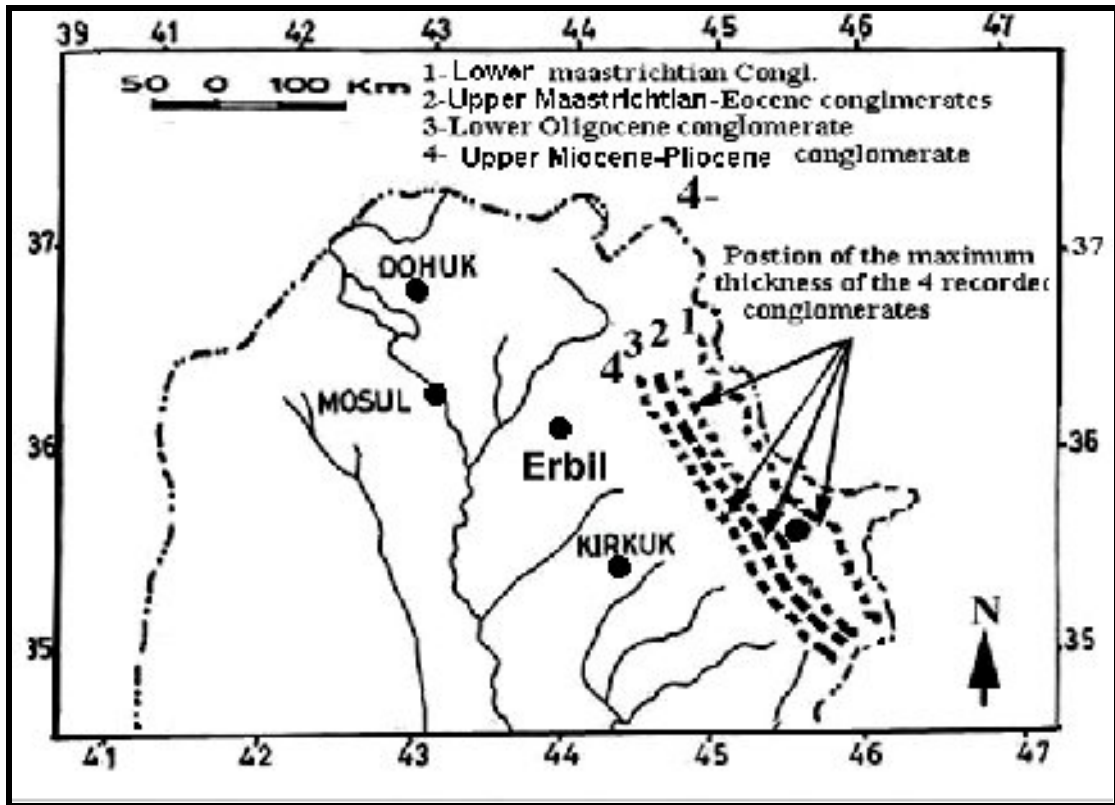 39 41 42 43 44 45 46 47
50 0 100 Km
1-Lower maastrichtian Congl.
2-Upper Maastrichtian-Eocene conglmerates
3-Lower Oligocene conglomerate
4- Upper Miocene-Pliocene conglomerate
4-
37 37
Postion of the maximum
thickness of the 4 recorded
conglomerates
DOHUK
1
2
3
4
MOSUL
36 36
Erbil
KIRKUK
N
35 35
41 42 43 44 45 46 47